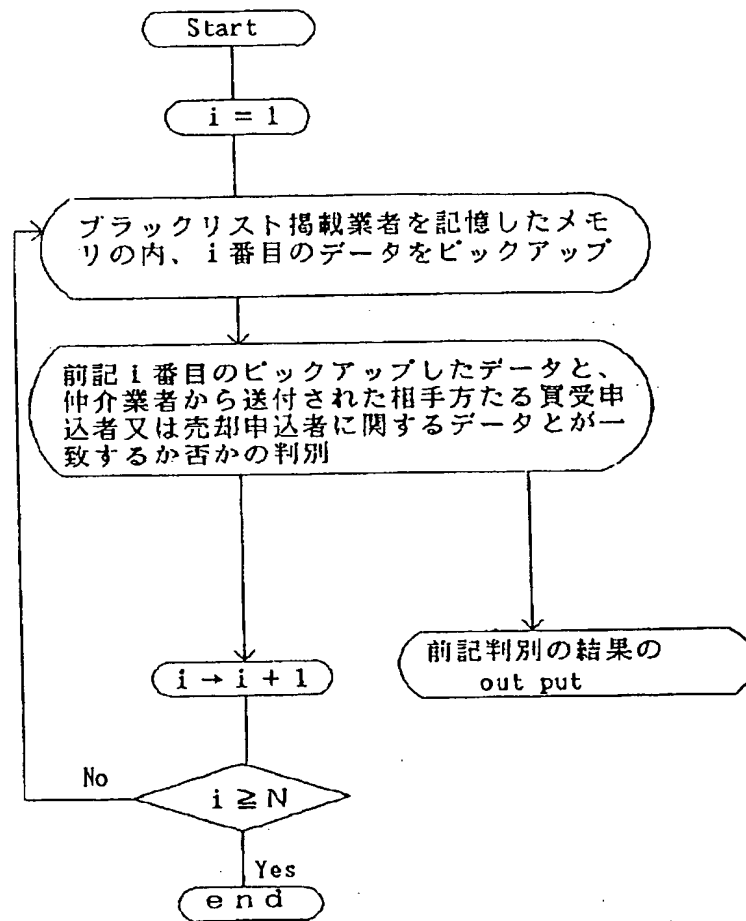 Start
i = 1
ブラックリスト掲載業者を記憶したメモ
リの内、i番目のデータをピックアップ
前記i番目のピックアップしたデータと、
仲介業者から送付された相手方たる買受申
込者又は売却申込者に関するデータとが一
致するか否かの判別
i → i + 1
前記判別の結果の
out put
No
i ≧ N
Yes
end